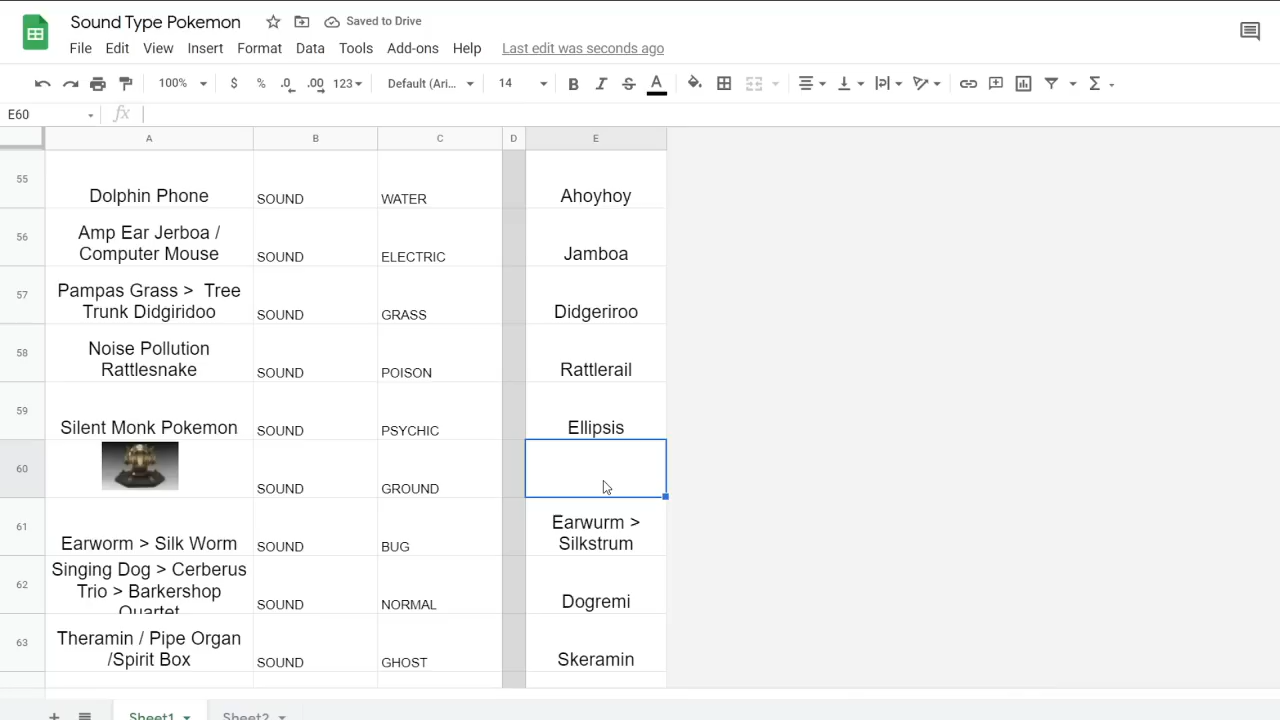 Sound Type Pokemon
Saved to Drive
File Edit View Insert Format Data Tools Add-ons Help Last edit was seconds ago
100% $ % .0 .00 123 Default (Ari... 14 B I S A
E60 fx
A B C D E
55 Dolphin Phone SOUND WATER Ahoyhoy
56 Amp Ear Jerboa /
Computer Mouse SOUND ELECTRIC Jamboa
57 Pampas Grass > Tree
Trunk Didgiridoo SOUND GRASS Didgeriroo
58 Noise Pollution
Rattlesnake SOUND POISON Rattlerail
59 Silent Monk Pokemon SOUND PSYCHIC Ellipsis
60 SOUND GROUND
61 Earworm > Silk Worm SOUND BUG Earwurm >
Silkstrum
62 Singing Dog > Cerberus
Trio > Barkershop
Quartet SOUND NORMAL Dogremi
63 Theramin / Pipe Organ
/Spirit Box SOUND GHOST Skeramin
Sheet1 Sheet2